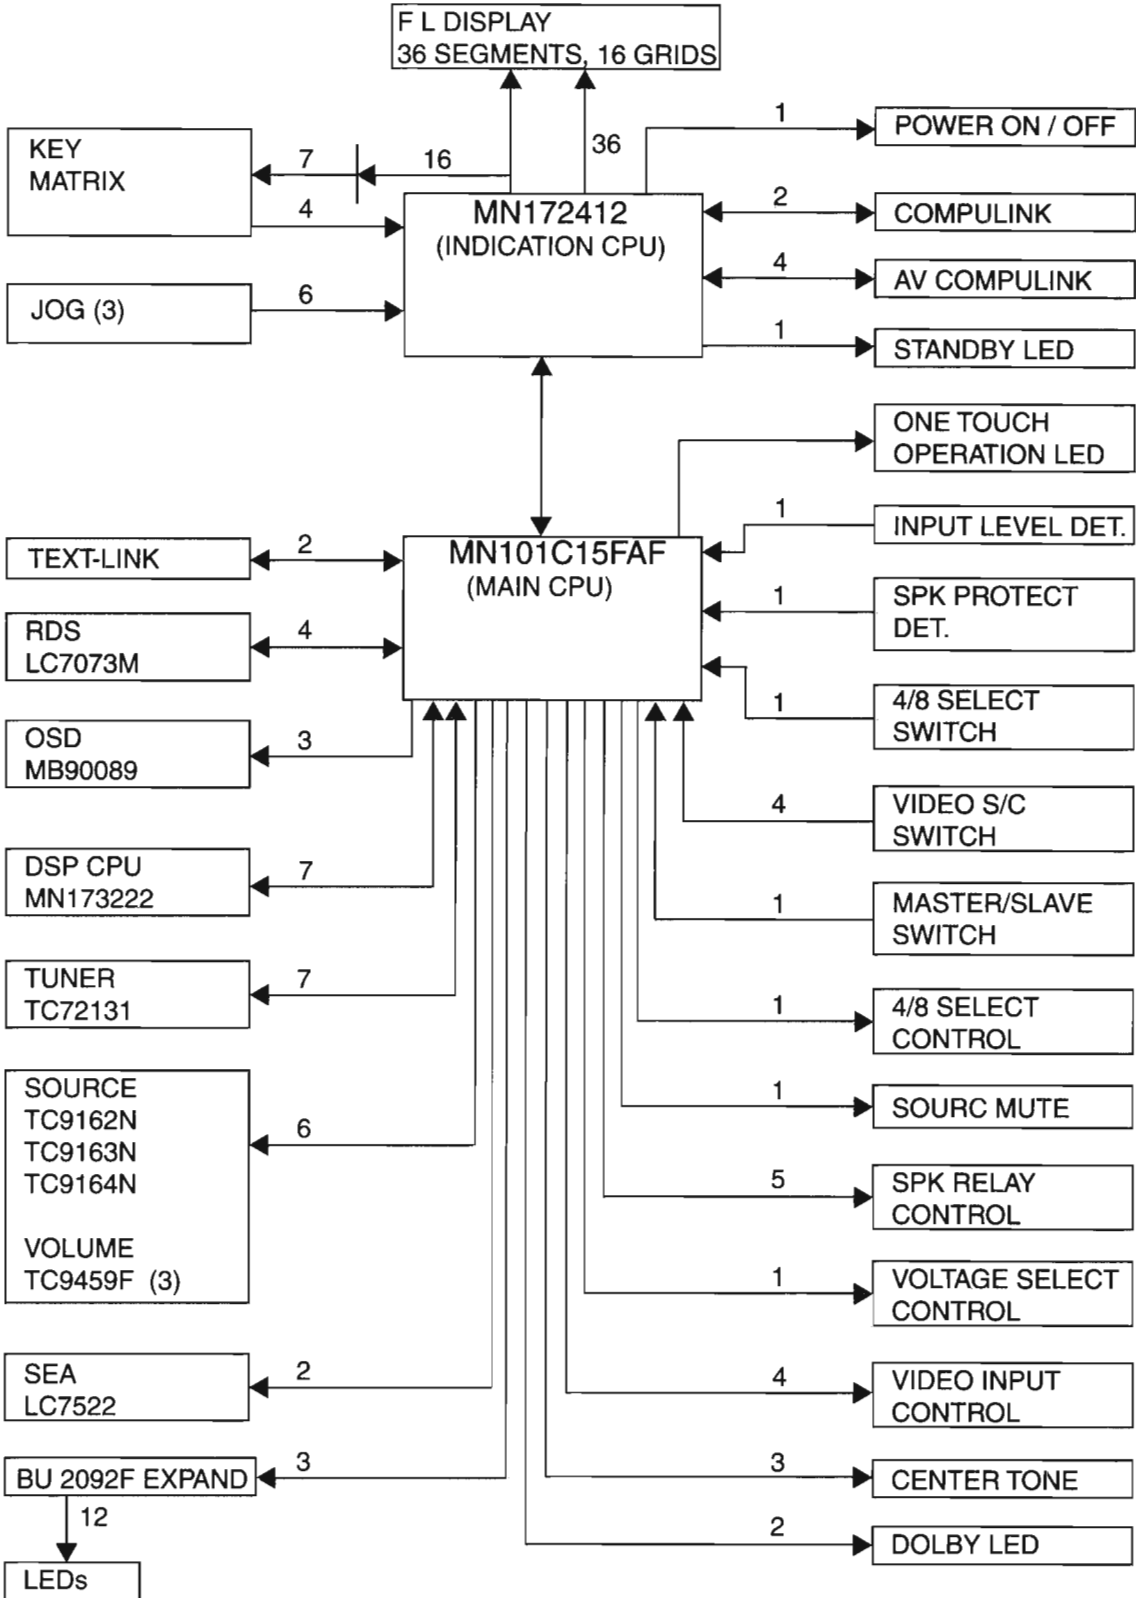 F L DISPLAY
36 SEGMENTS, 16 GRIDS
KEY
MATRIX
7
16
36
1
POWER ON / OFF
4
MN172412
(INDICATION CPU)
2
COMPULINK
JOG (3)
6
4
AV COMPULINK
1
STANDBY LED
ONE TOUCH
OPERATION LED
TEXT-LINK
2
MN101C15FAF
(MAIN CPU)
1
INPUT LEVEL DET.
RDS
LC7073M
4
1
SPK PROTECT
DET.
OSD
MB90089
3
1
4/8 SELECT
SWITCH
4
VIDEO S/C
SWITCH
DSP CPU
MN173222
7
1
MASTER/SLAVE
SWITCH
TUNER
TC72131
7
1
4/8 SELECT
CONTROL
SOURCE
TC9162N
TC9163N
TC9164N
VOLUME
TC9459F (3)
6
1
SOURC MUTE
5
SPK RELAY
CONTROL
1
VOLTAGE SELECT
CONTROL
SEA
LC7522
2
4
VIDEO INPUT
CONTROL
BU 2092F EXPAND
3
3
CENTER TONE
12
2
DOLBY LED
LEDs